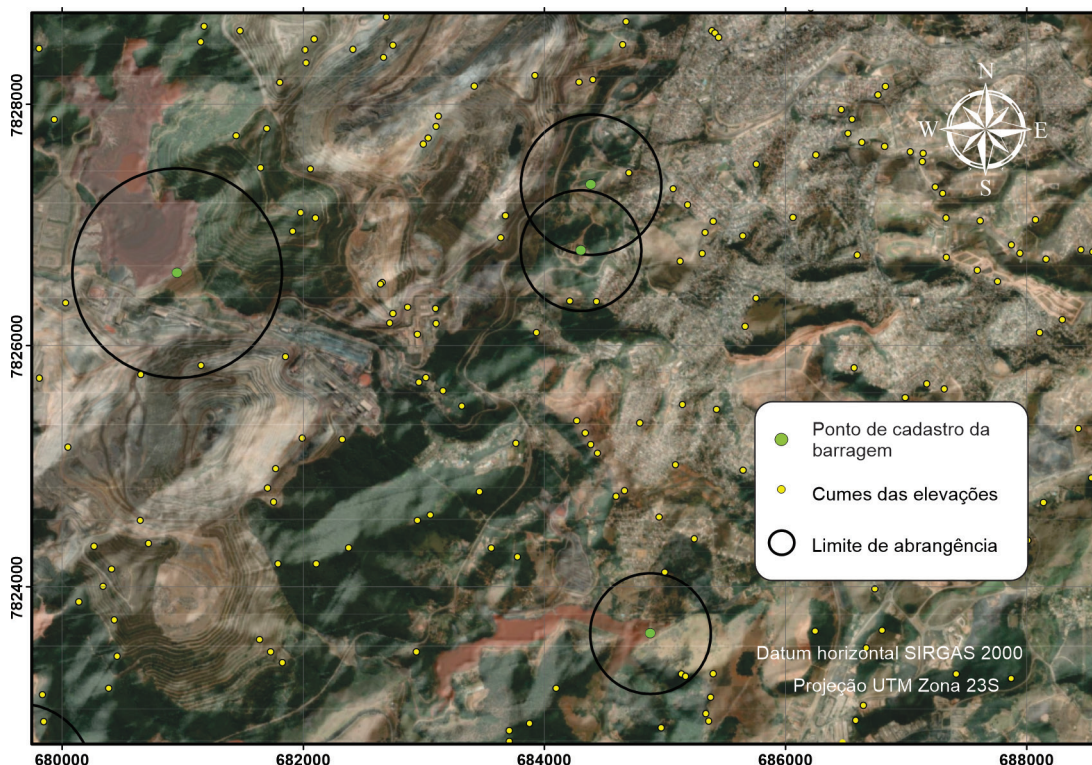 N
W
E
S
7828000
7826000
7824000
Ponto de cadastro da
barragem
Cumes das elevações
Limite de abrangência
Datum horizontal SIRGAS 2000
Projeção UTM Zona 23S
680000
682000
684000
686000
688000